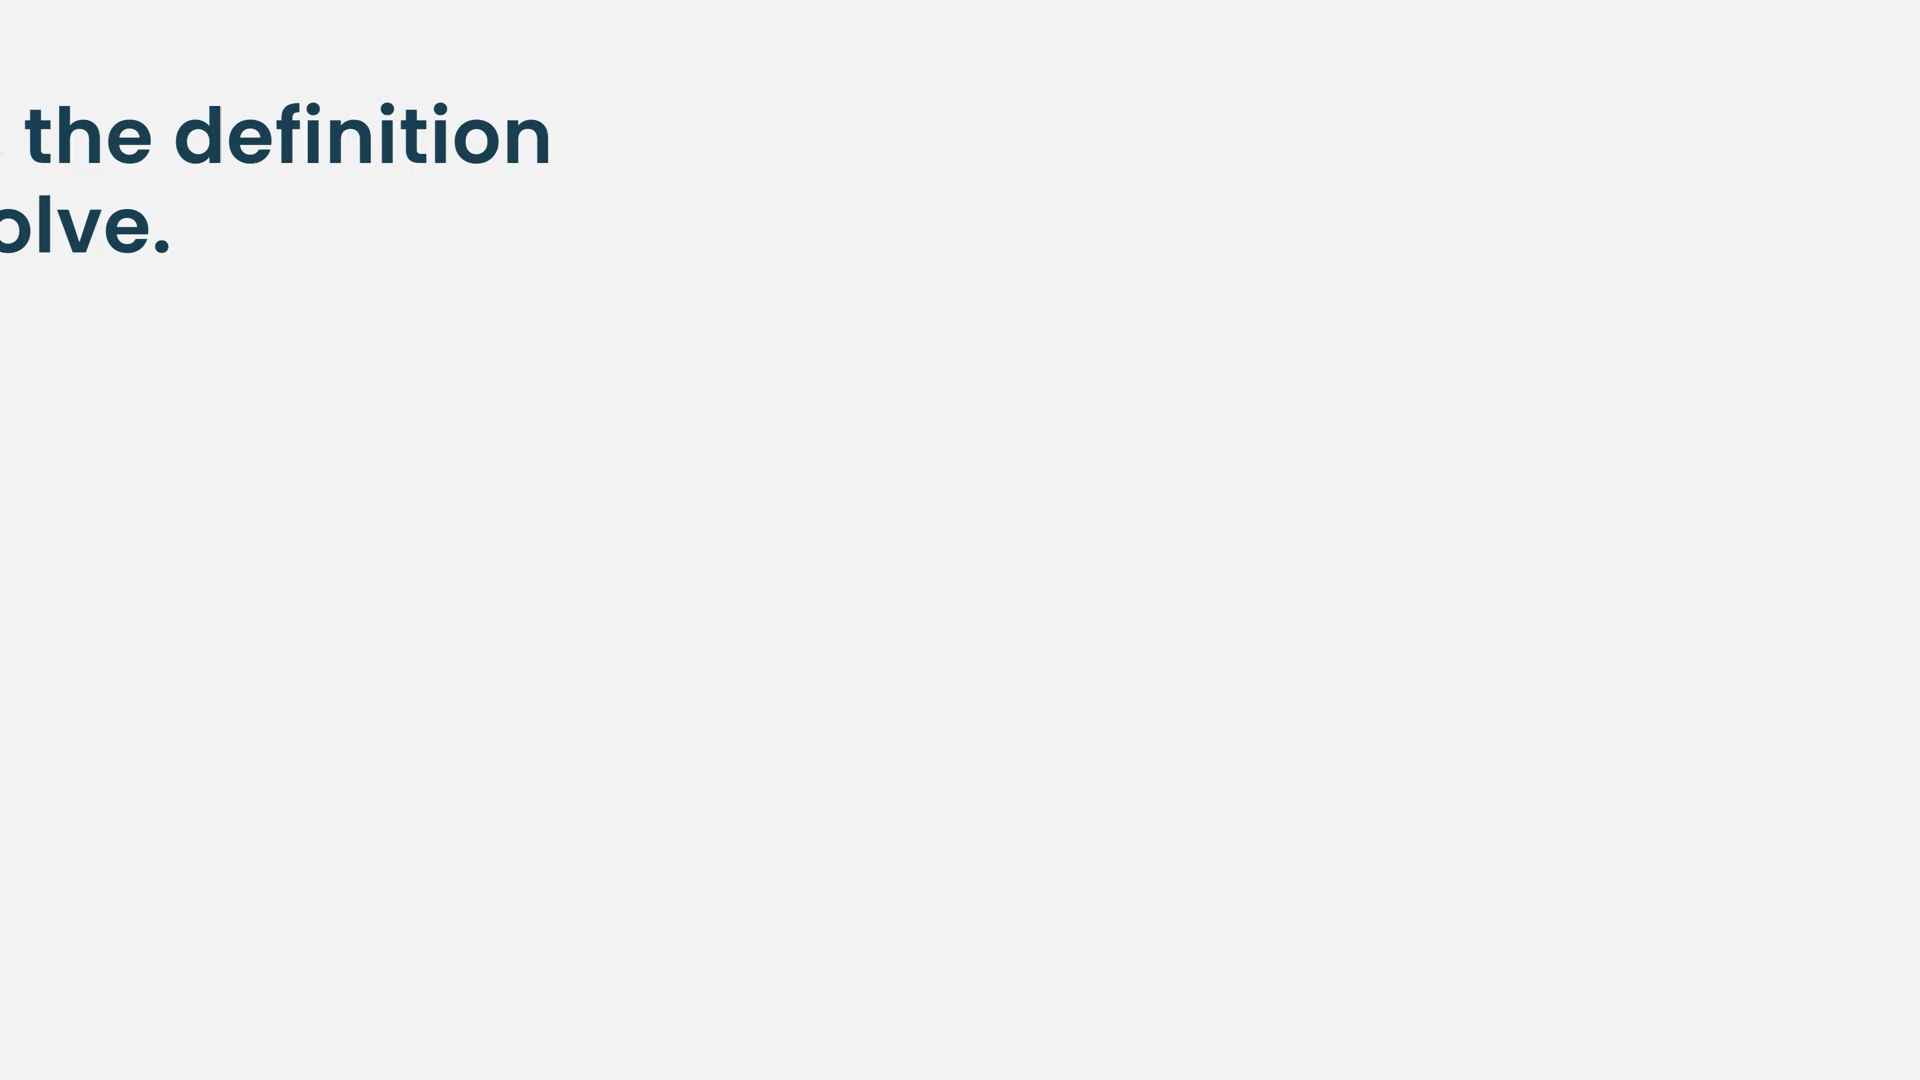 the definition
olve.